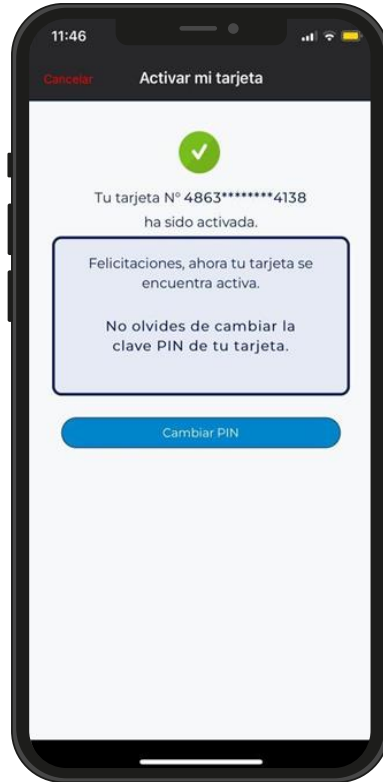 11:46
Cancelar Activar mi tarjeta
Tu tarjeta N° 4863********4138
ha sido activada.
Felicitaciones, ahora tu tarjeta se
encuentra activa.
No olvides de cambiar la
clave PIN de tu tarjeta.
Cambiar PIN